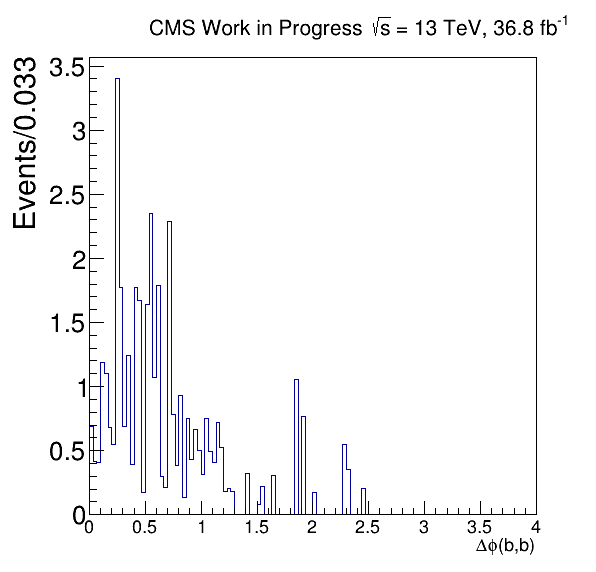 CMS Work in Progress √s = 13 TeV, 36.8 fb⁻¹
Events/0.033
3.5
3
2.5
2
1.5
1
0.5
0
0 0.5 1 1.5 2 2.5 3 3.5 4
Δϕ(b,b)